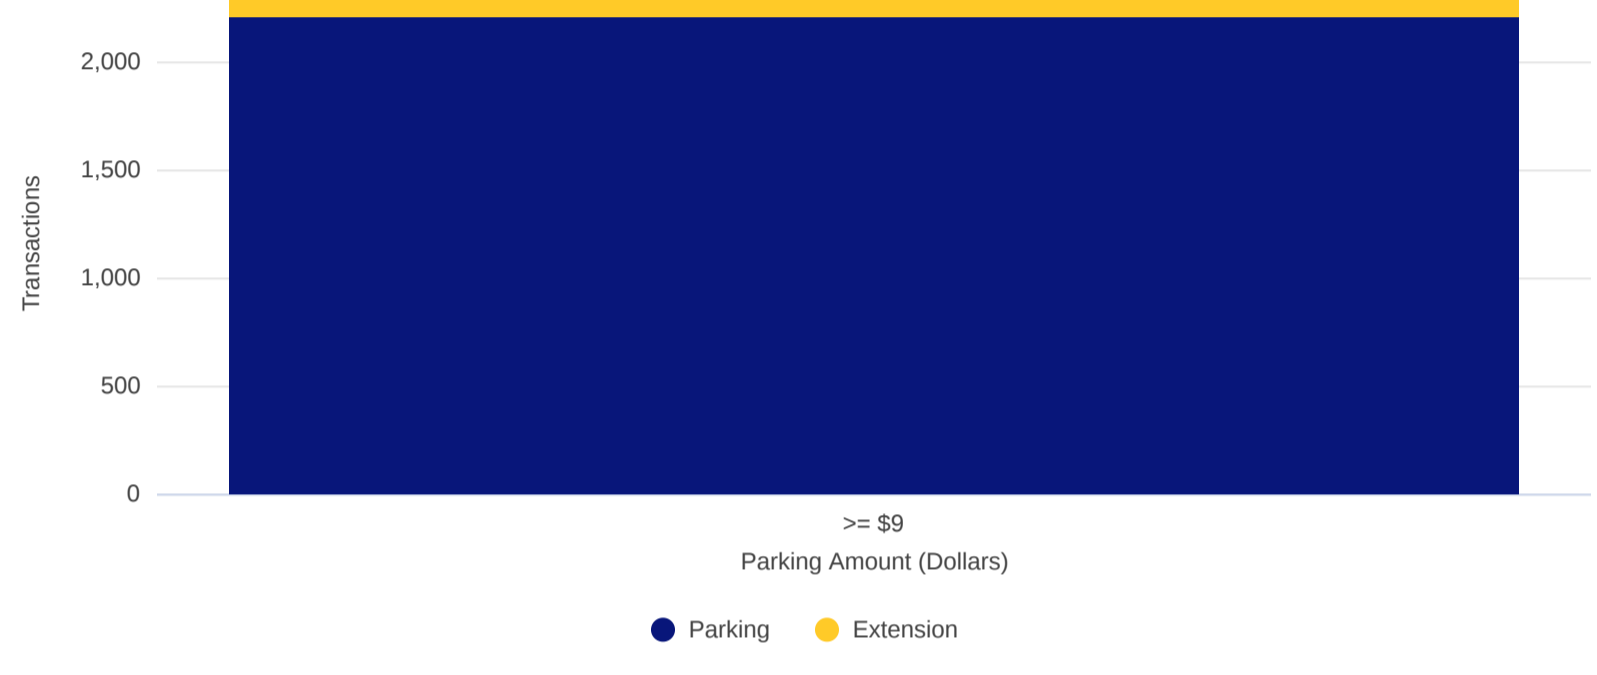 2,000
1,500
1,000
500
0
Transactions
>= $9
Parking Amount (Dollars)
Parking
Extension